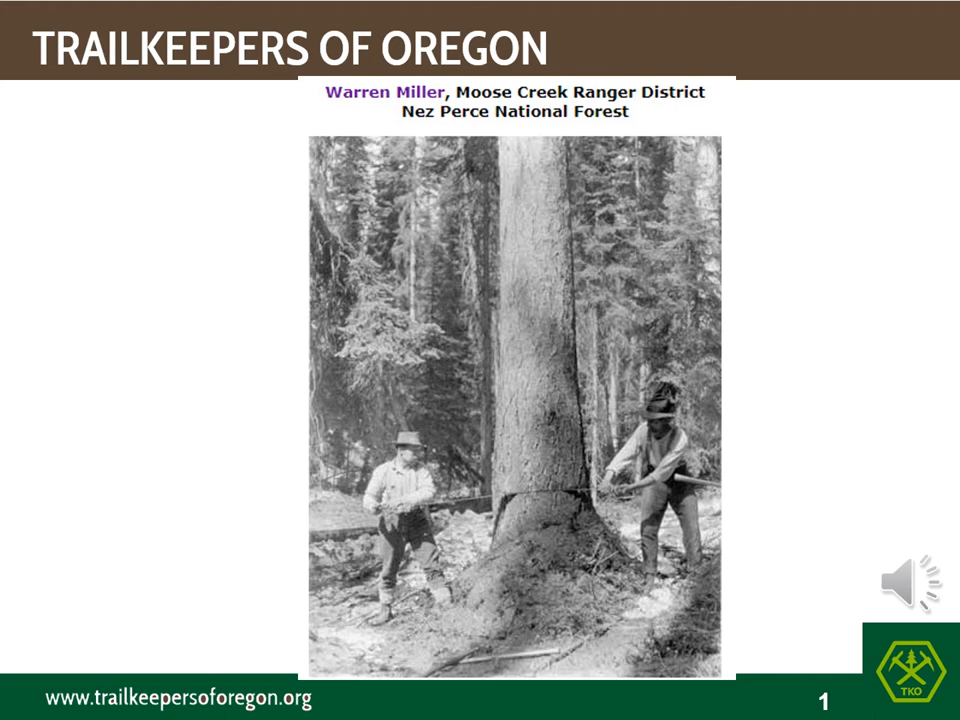 TRAILKEEPERS OF OREGON
Warren Miller, Moose Creek Ranger District
Nez Perce National Forest
TKO
www.trailkeepersoforegon.org
1